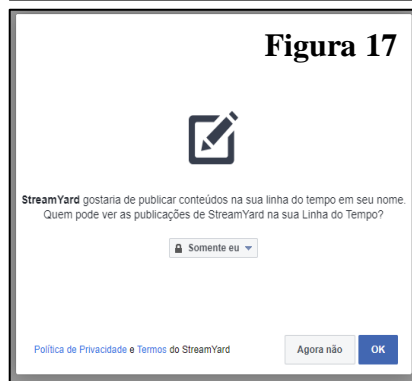 Figura 17
StreamYard gostaria de publicar conteúdos na sua linha do tempo em seu nome.
Quem pode ver as publicações de StreamYard na sua Linha do Tempo?
Somente eu
Política de Privacidade e Termos do StreamYard
Agora não
OK